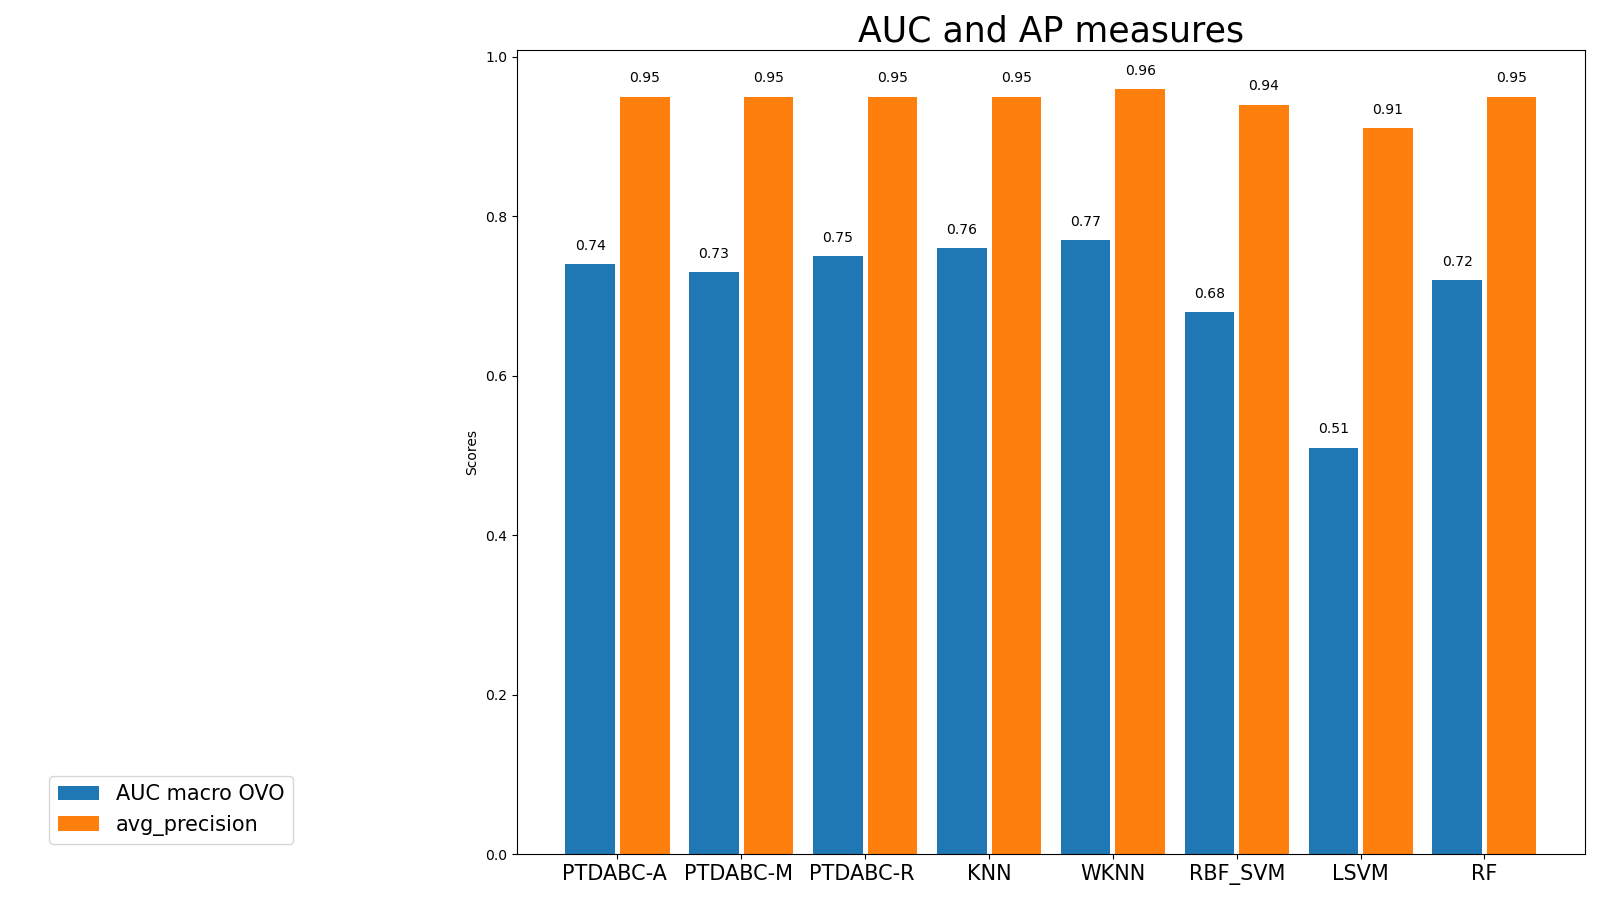 AUC and AP measures
1.0
0.8
0.6
0.4
0.2
0.0
Scores
0.74 0.95 0.73 0.95 0.75 0.95 0.76 0.95 0.77 0.96 0.68 0.94 0.51 0.91 0.72 0.95
PTDABC-A PTDABC-M PTDABC-R KNN WKNN RBF_SVM LSVM RF
AUC macro OVO
avg_precision